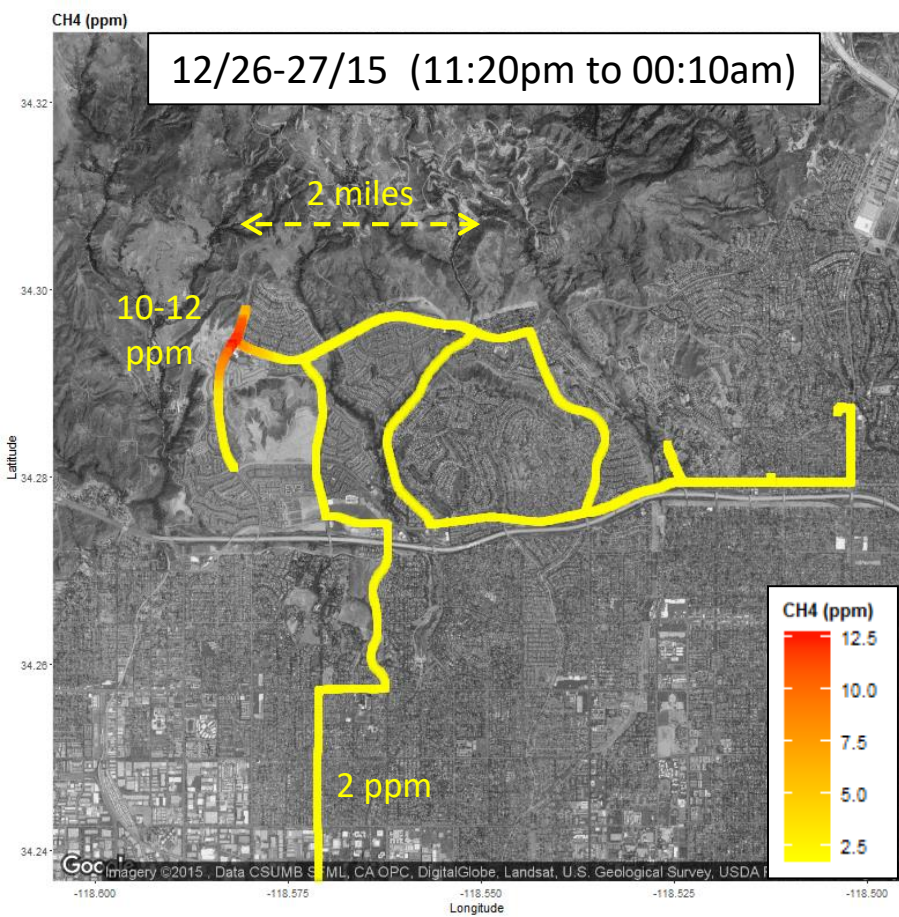 CH4 (ppm)
12/26-27/15 (11:20pm to 00:10am)
34.32
2 miles
34.30
10-12
ppm
Latitude
34.28
34.26
CH4 (ppm)
12.5
10.0
7.5
5.0
2.5
2 ppm
34.24
Imagery ©2015 , Data CSUMB SFML, CA OPC, DigitalGlobe, Landsat, U.S. Geological Survey, USDA
-118.600
-118.575
-118.550
-118.525
-118.500
Longitude